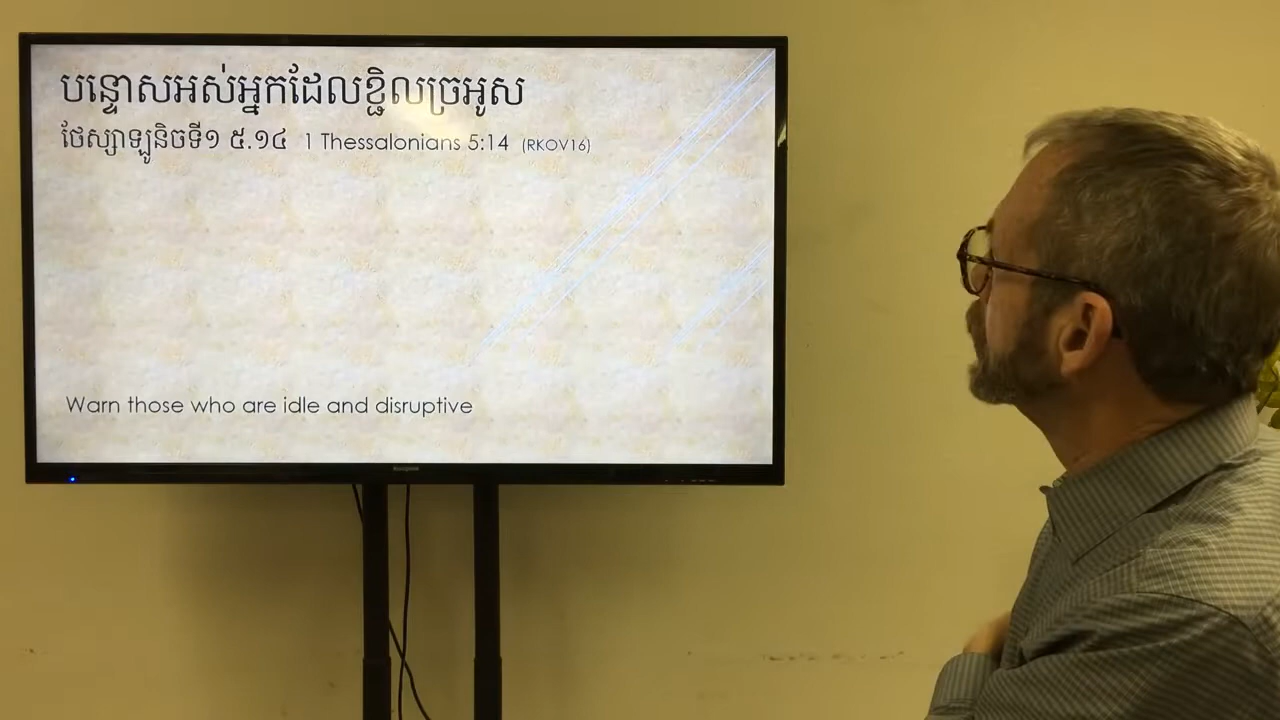 បន្ទោសអស់អ្នកដែលខ្ជិលច្រអូស
ថែស្សាឡូនិចទី១ ៥.១៤ 1 Thessalonians 5:14 (RKOV16)
Warn those who are idle and disruptive